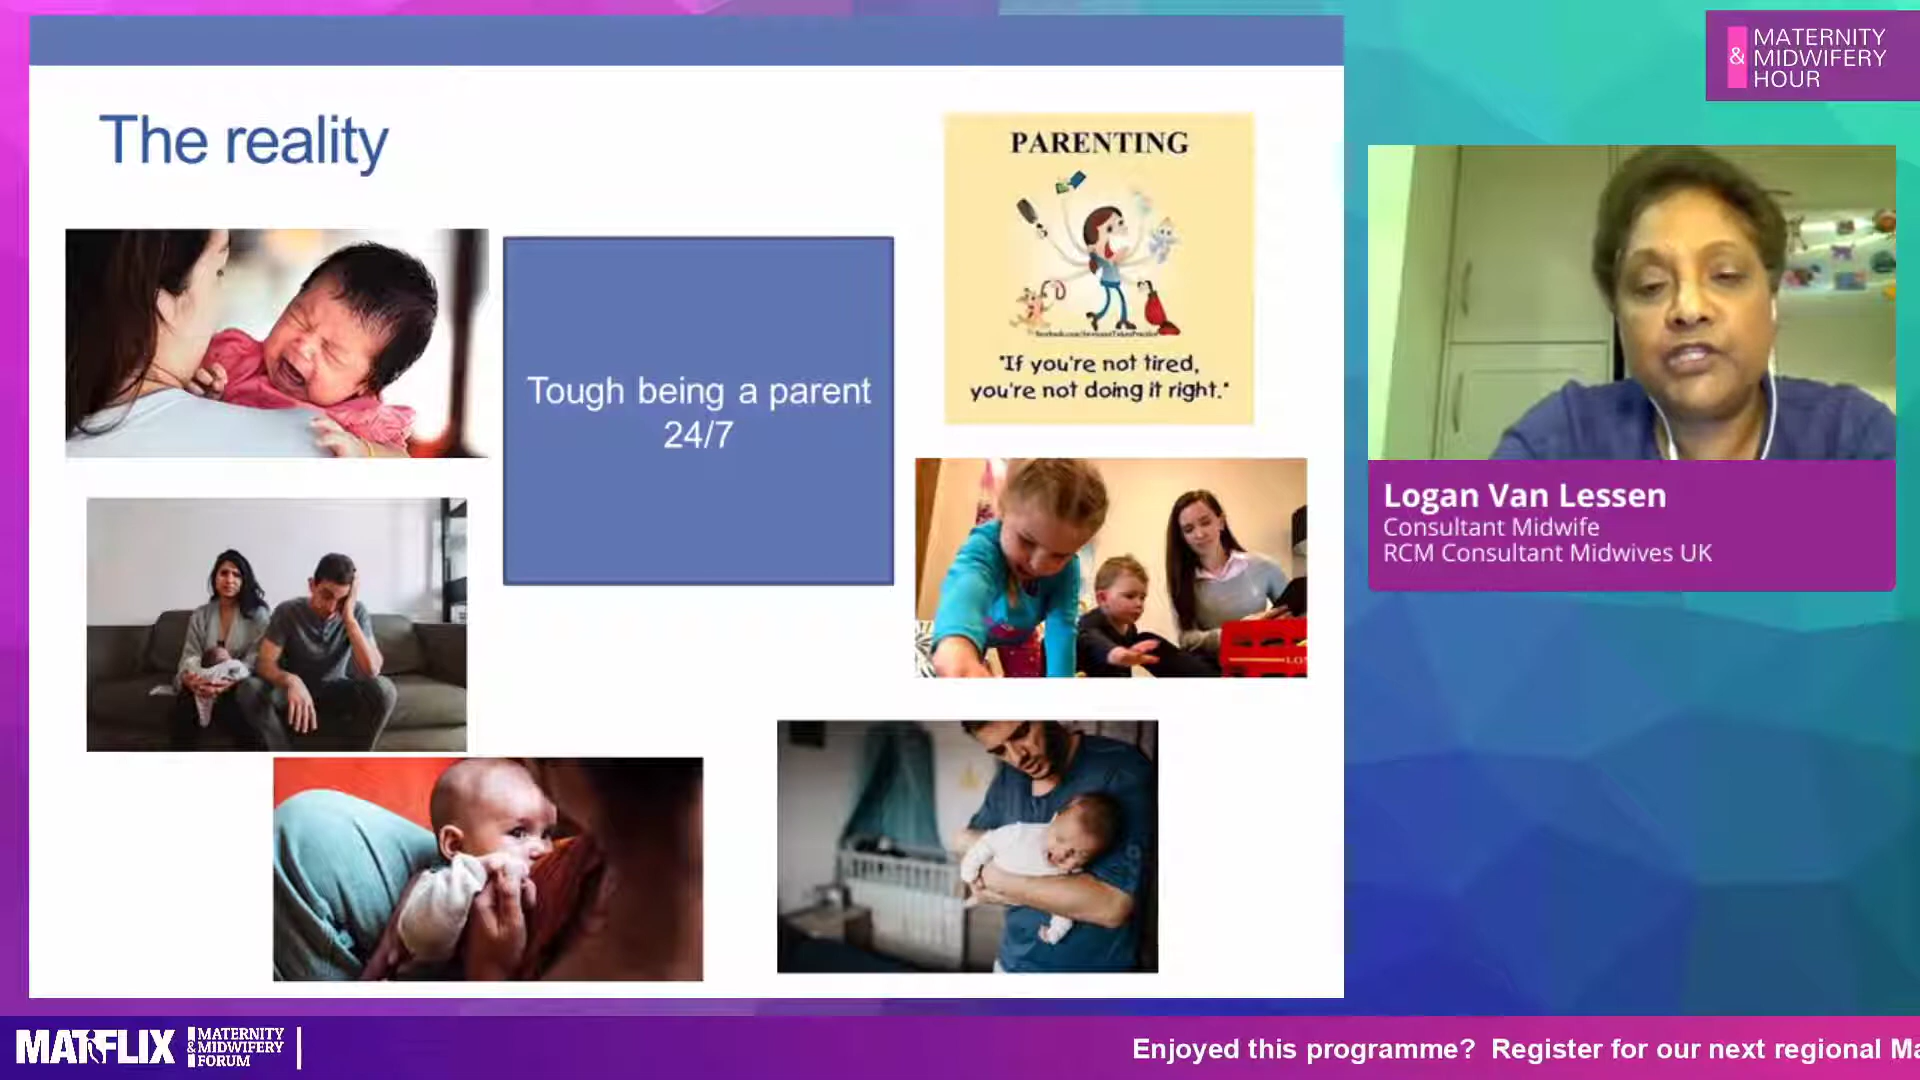 MATERNITY
& MIDWIFERY
HOUR
The reality
PARENTING
"If you're not tired,
you're not doing it right."
Tough being a parent
24/7
Logan Van Lessen
Consultant Midwife
RCM Consultant Midwives UK
MATFLIX
MATERNITY
& MIDWIFERY
FORUM
Enjoyed this programme? Register for our next regional Ma